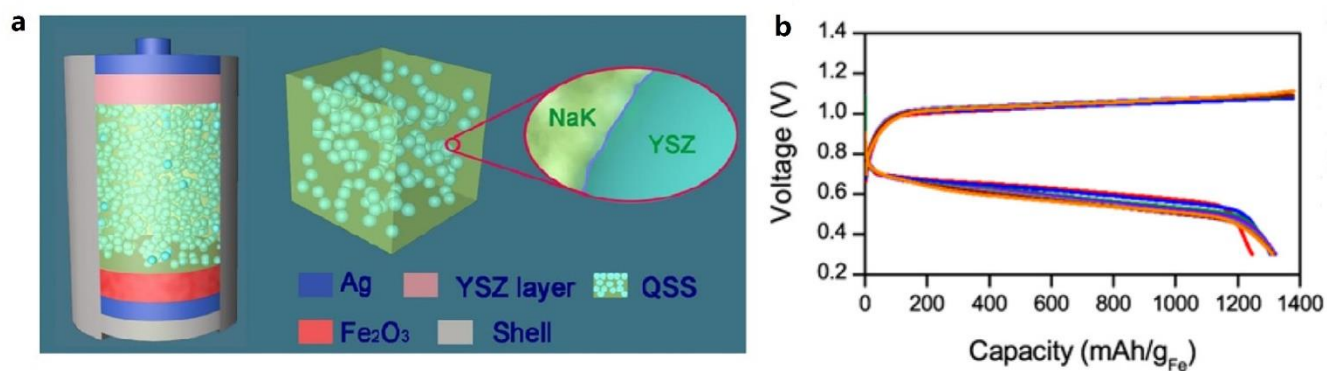 a
NaK
YSZ
Ag
YSZ layer
QSS
Fe₂O₃
Shell
b
1.4
1.2
1.0
0.8
0.6
0.4
0.2
Voltage (V)
0
200
400
600
800
1000
1200
1400
Capacity (mAh/g_Fe)